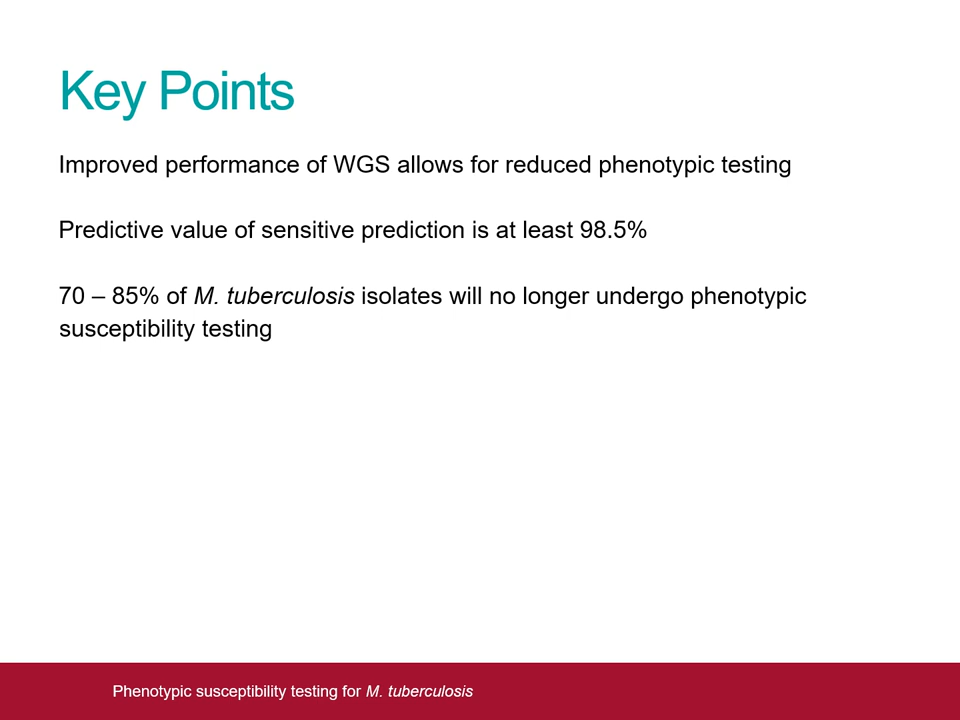 Key Points
Improved performance of WGS allows for reduced phenotypic testing
Predictive value of sensitive prediction is at least 98.5%
70 – 85% of M. tuberculosis isolates will no longer undergo phenotypic
susceptibility testing
Phenotypic susceptibility testing for M. tuberculosis